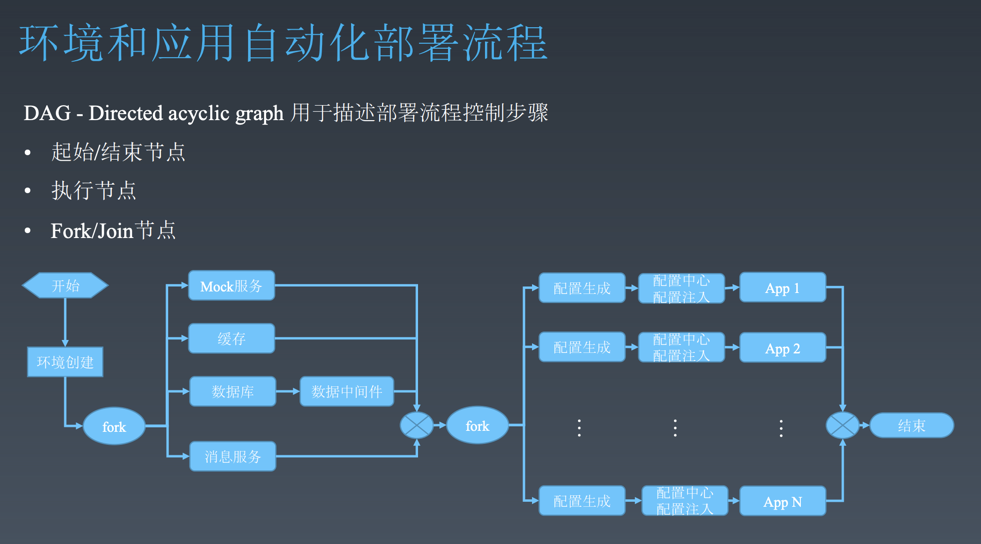 环境和应用自动化部署流程
DAG - Directed acyclic graph 用于描述部署流程控制步骤
• 起始/结束节点
• 执行节点
• Fork/Join节点
开始
环境创建
fork
Mock服务
缓存
数据库
数据中间件
消息服务
fork
配置生成
配置中心
配置注入
App 1
配置生成
配置中心
配置注入
App 2
配置生成
配置中心
配置注入
App N
结束